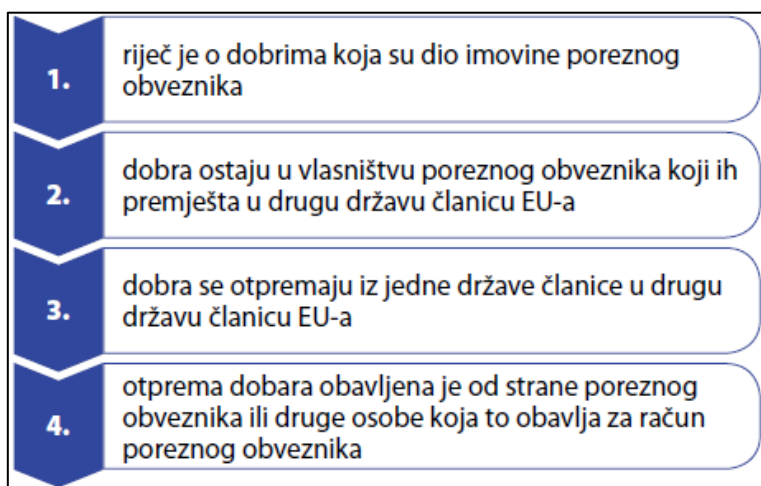 1.
riječ je o dobrima koja su dio imovine poreznog
obveznika
2.
dobra ostaju u vlasništvu poreznog obveznika koji ih
premješta u drugu državu članicu EU-a
3.
dobra se otpremaju iz jedne države članice u drugu
državu članicu EU-a
4.
otprema dobara obavljena je od strane poreznog
obveznika ili druge osobe koja to obavlja za račun
poreznog obveznika